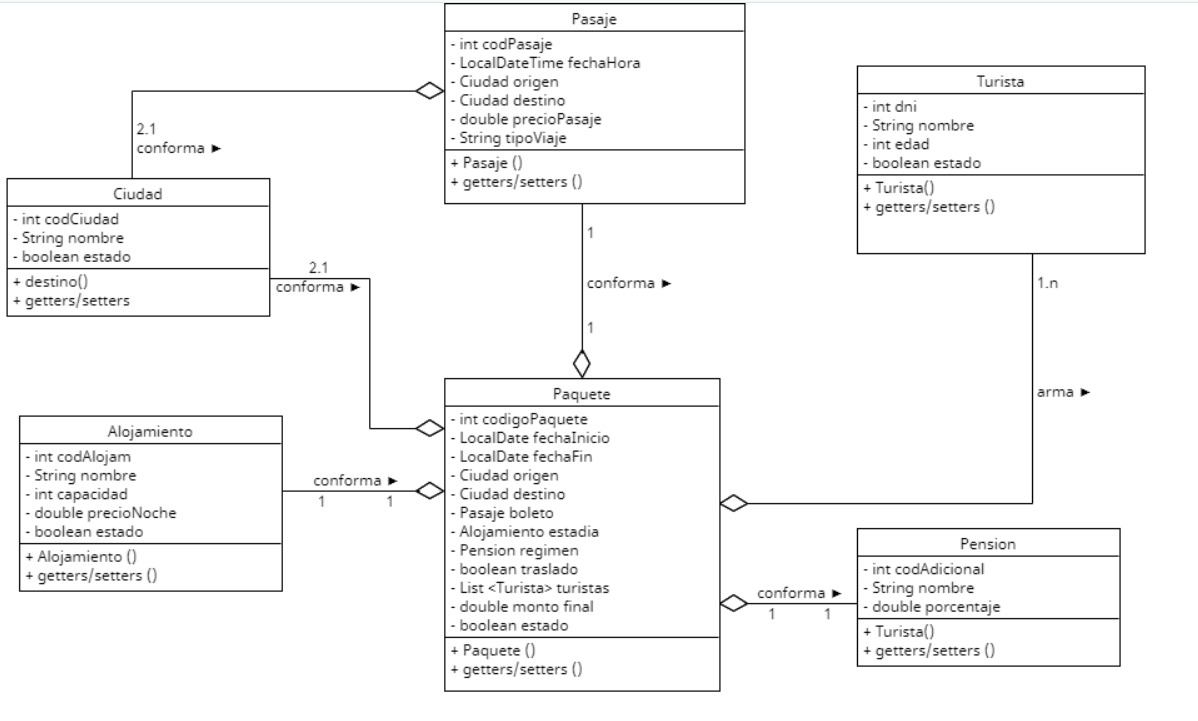 Pasaje
- int codPasaje
- LocalDateTime fechaHora
- Ciudad origen
- Ciudad destino
- double precioPasaje
- String tipoViaje
+ Pasaje ()
+ getters/setters ()
Turista
- int dni
- String nombre
- int edad
- boolean estado
+ Turista()
+ getters/setters ()
2.1
conforma ►
Ciudad
- int codCiudad
- String nombre
- boolean estado
+ destino()
+ getters/setters
2.1
conforma ►
1
conforma ►
1
1.n
arma ►
Alojamiento
- int codAlojam
- String nombre
- int capacidad
- double precioNoche
- boolean estado
+ Alojamiento ()
+ getters/setters ()
conforma ►
1 1
Paquete
- int codigoPaquete
- LocalDate fechaInicio
- LocalDate fechaFin
- Ciudad origen
- Ciudad destino
- Pasaje boleto
- Alojamiento estadia
- Pension regimen
- boolean traslado
- List <Turista> turistas
- double monto final
- boolean estado
+ Paquete ()
+ getters/setters ()
conforma ►
1 1
Pension
- int codAdicional
- String nombre
- double porcentaje
+ Turista()
+ getters/setters ()